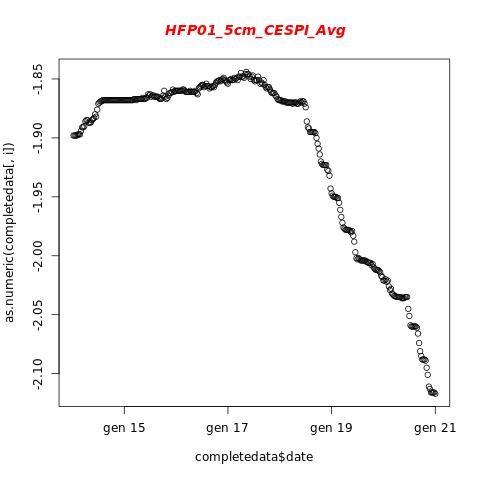 HFP01_5cm_CESPI_Avg
as.numeric(completedata[, i])
-1.85
-1.90
-1.95
-2.00
-2.05
-2.10
gen 15
gen 17
gen 19
gen 21
completedata$date